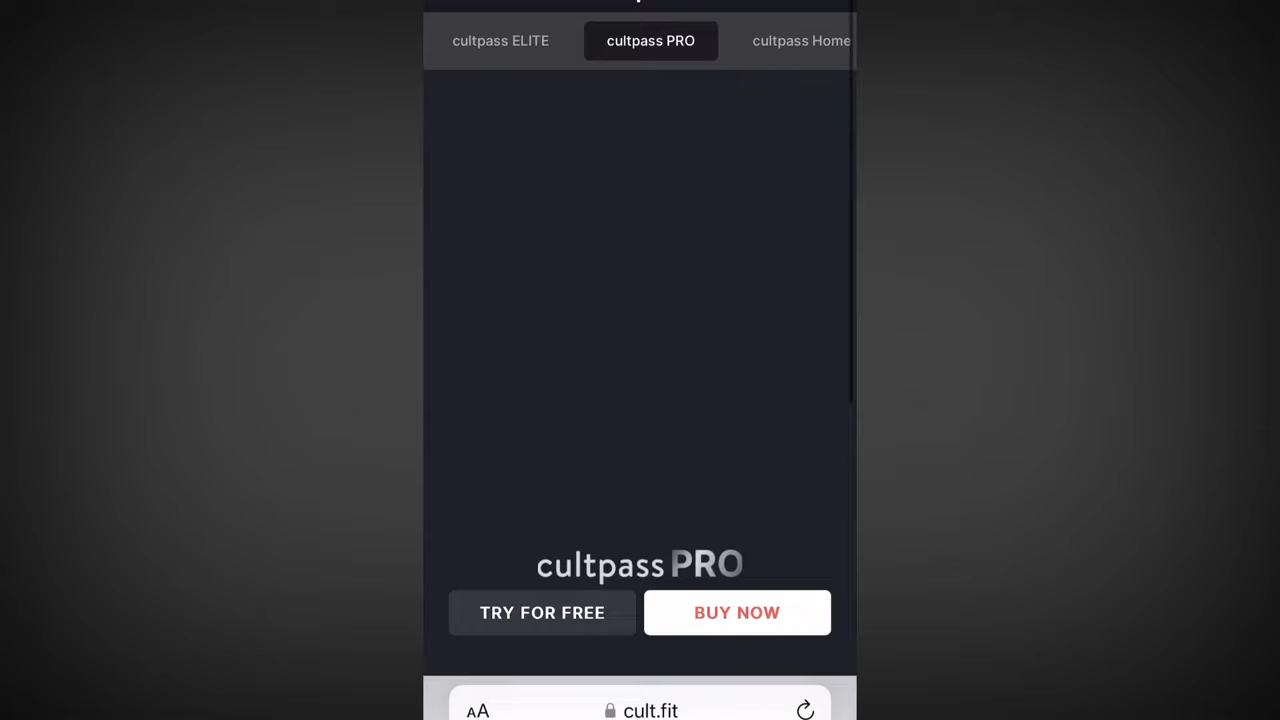 cultpass ELITE
cultpass PRO
cultpass Home
cultpass PRO
TRY FOR FREE
BUY NOW
AA
cult.fit